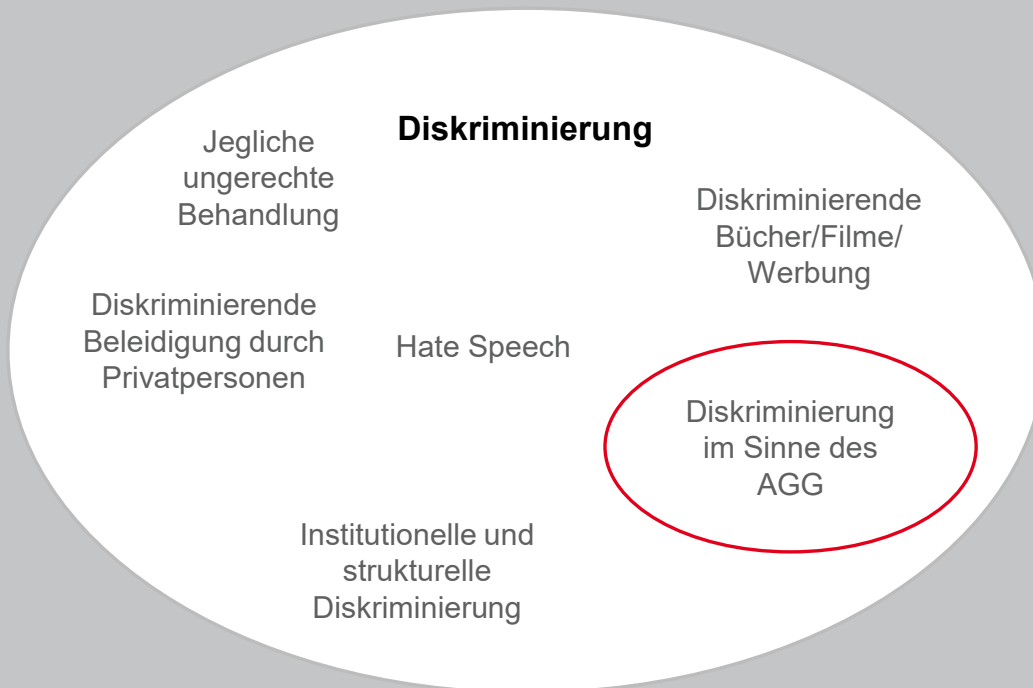 Diskriminierung
Jegliche
ungerechte
Behandlung
Diskriminierende
Bücher/Filme/
Werbung
Diskriminierende
Beleidigung durch
Privatpersonen
Hate Speech
Diskriminierung
im Sinne des
AGG
Institutionelle und
strukturelle
Diskriminierung